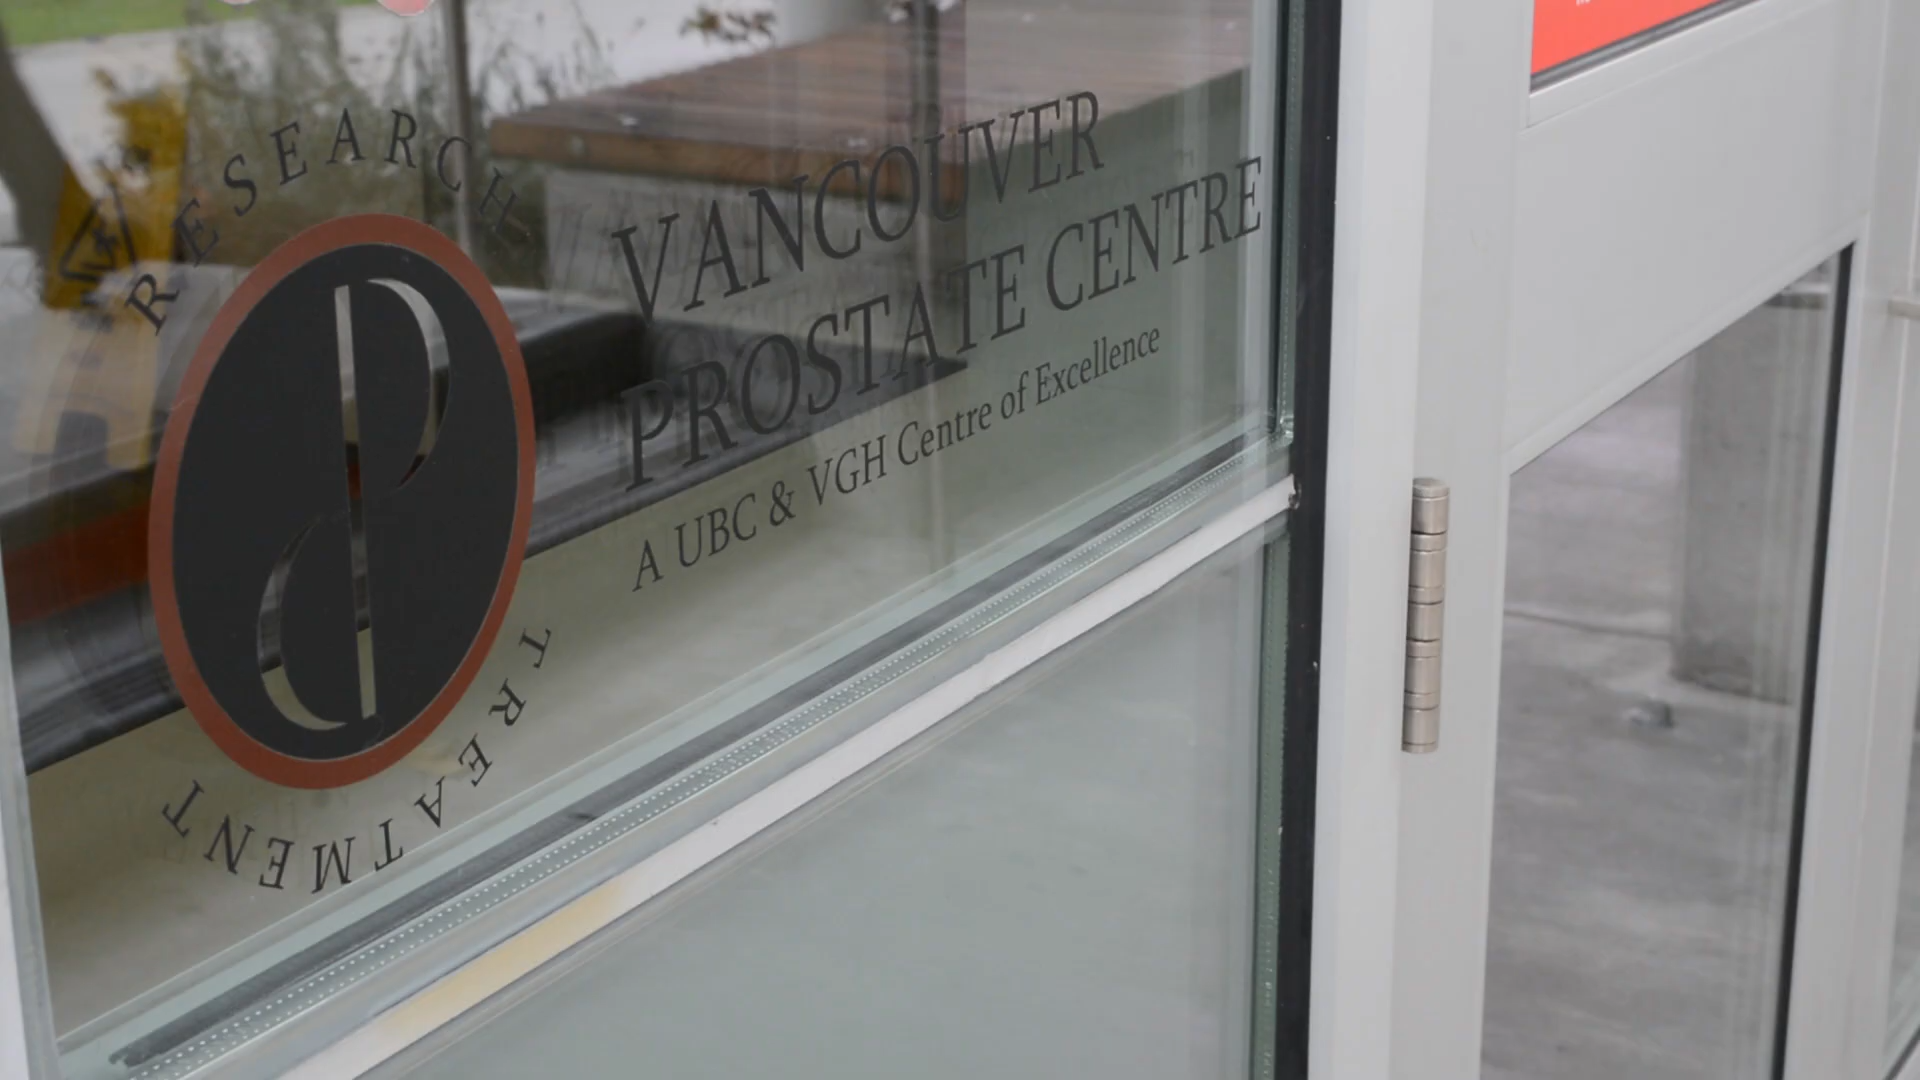 RESEARCH
VANCOUVER
PROSTATE CENTRE
A UBC & VGH Centre of Excellence
TREATMENT